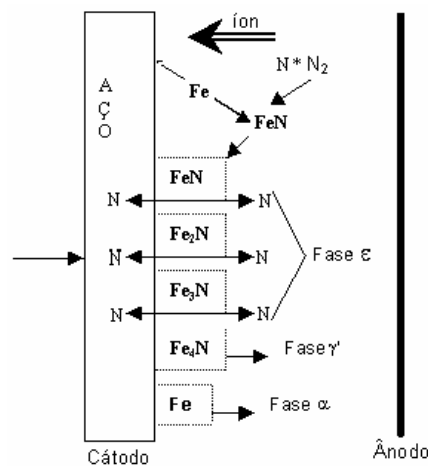 íon
N * N₂
A
Ç
O
Fe
FeN
FeN
N
N
Fe₂N
N
N
Fase ε
Fe₃N
N
N
Fe₄N
Fase γ'
Fe
Fase α
Cátodo
Ânodo